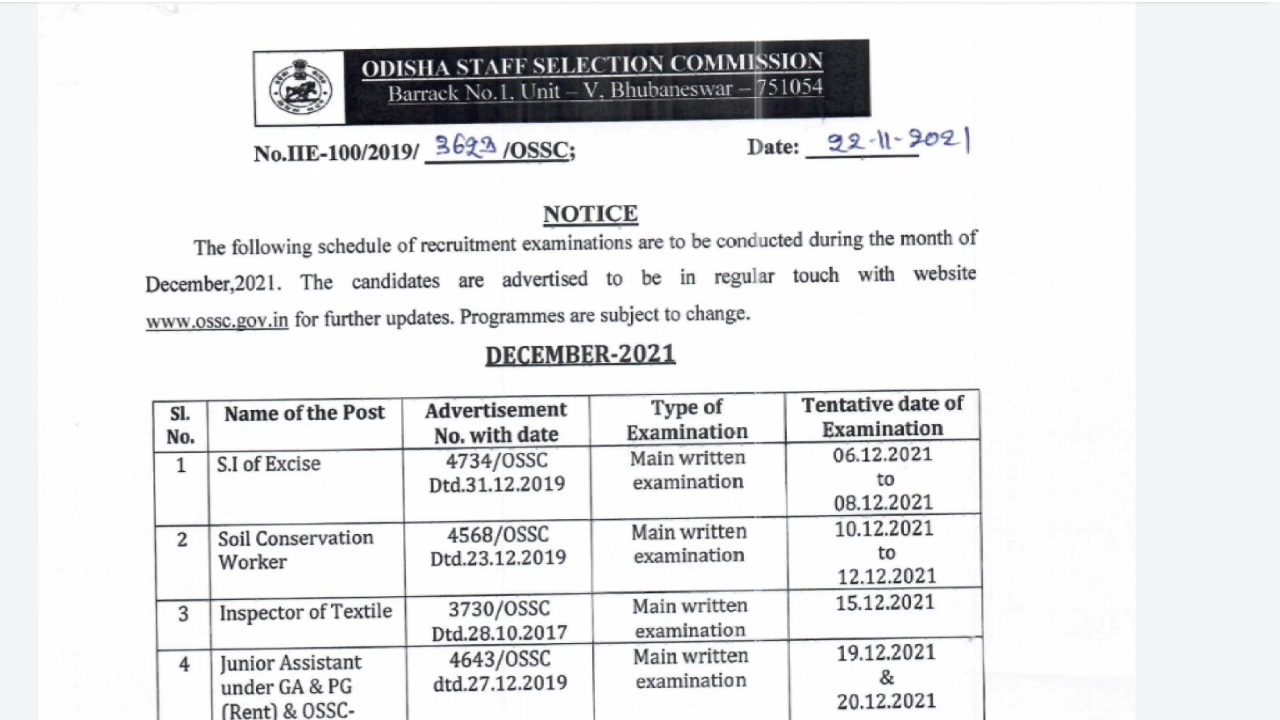 ODISHA STAFF SELECTION COMMISSION
Barrack No.1, Unit – V, Bhubaneswar – 751054
No.IIE-100/2019/ 3623 /OSSC;
Date: 22-11-2021
NOTICE
The following schedule of recruitment examinations are to be conducted during the month of
December,2021. The candidates are advertised to be in regular touch with website
www.ossc.gov.in for further updates. Programmes are subject to change.
DECEMBER-2021
Sl. No. Name of the Post Advertisement No. with date Type of Examination Tentative date of Examination
1 S.I of Excise 4734/OSSC Dtd.31.12.2019 Main written examination 06.12.2021 to 08.12.2021
2 Soil Conservation Worker 4568/OSSC Dtd.23.12.2019 Main written examination 10.12.2021 to 12.12.2021
3 Inspector of Textile 3730/OSSC Dtd.28.10.2017 Main written examination 15.12.2021
4 Junior Assistant under GA & PG (Rent) & OSSC- 4643/OSSC dtd.27.12.2019 Main written examination 19.12.2021 & 20.12.2021